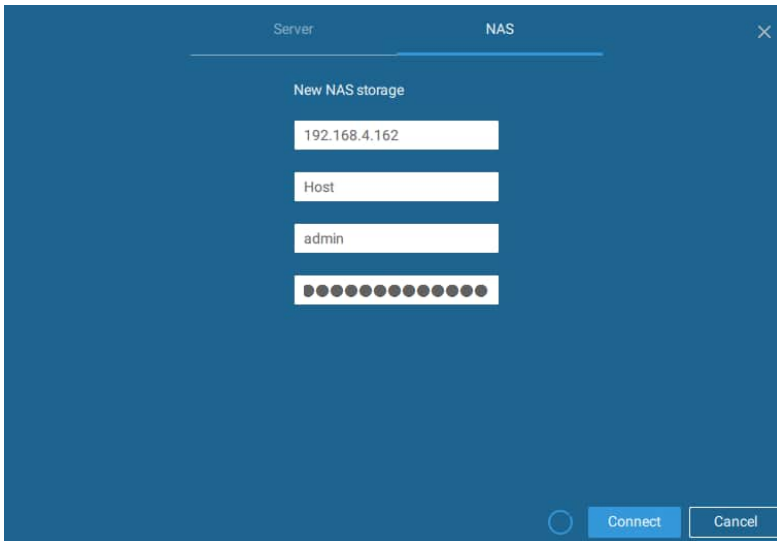 Server NAS
New NAS storage
192.168.4.162
Host
admin
Connect Cancel